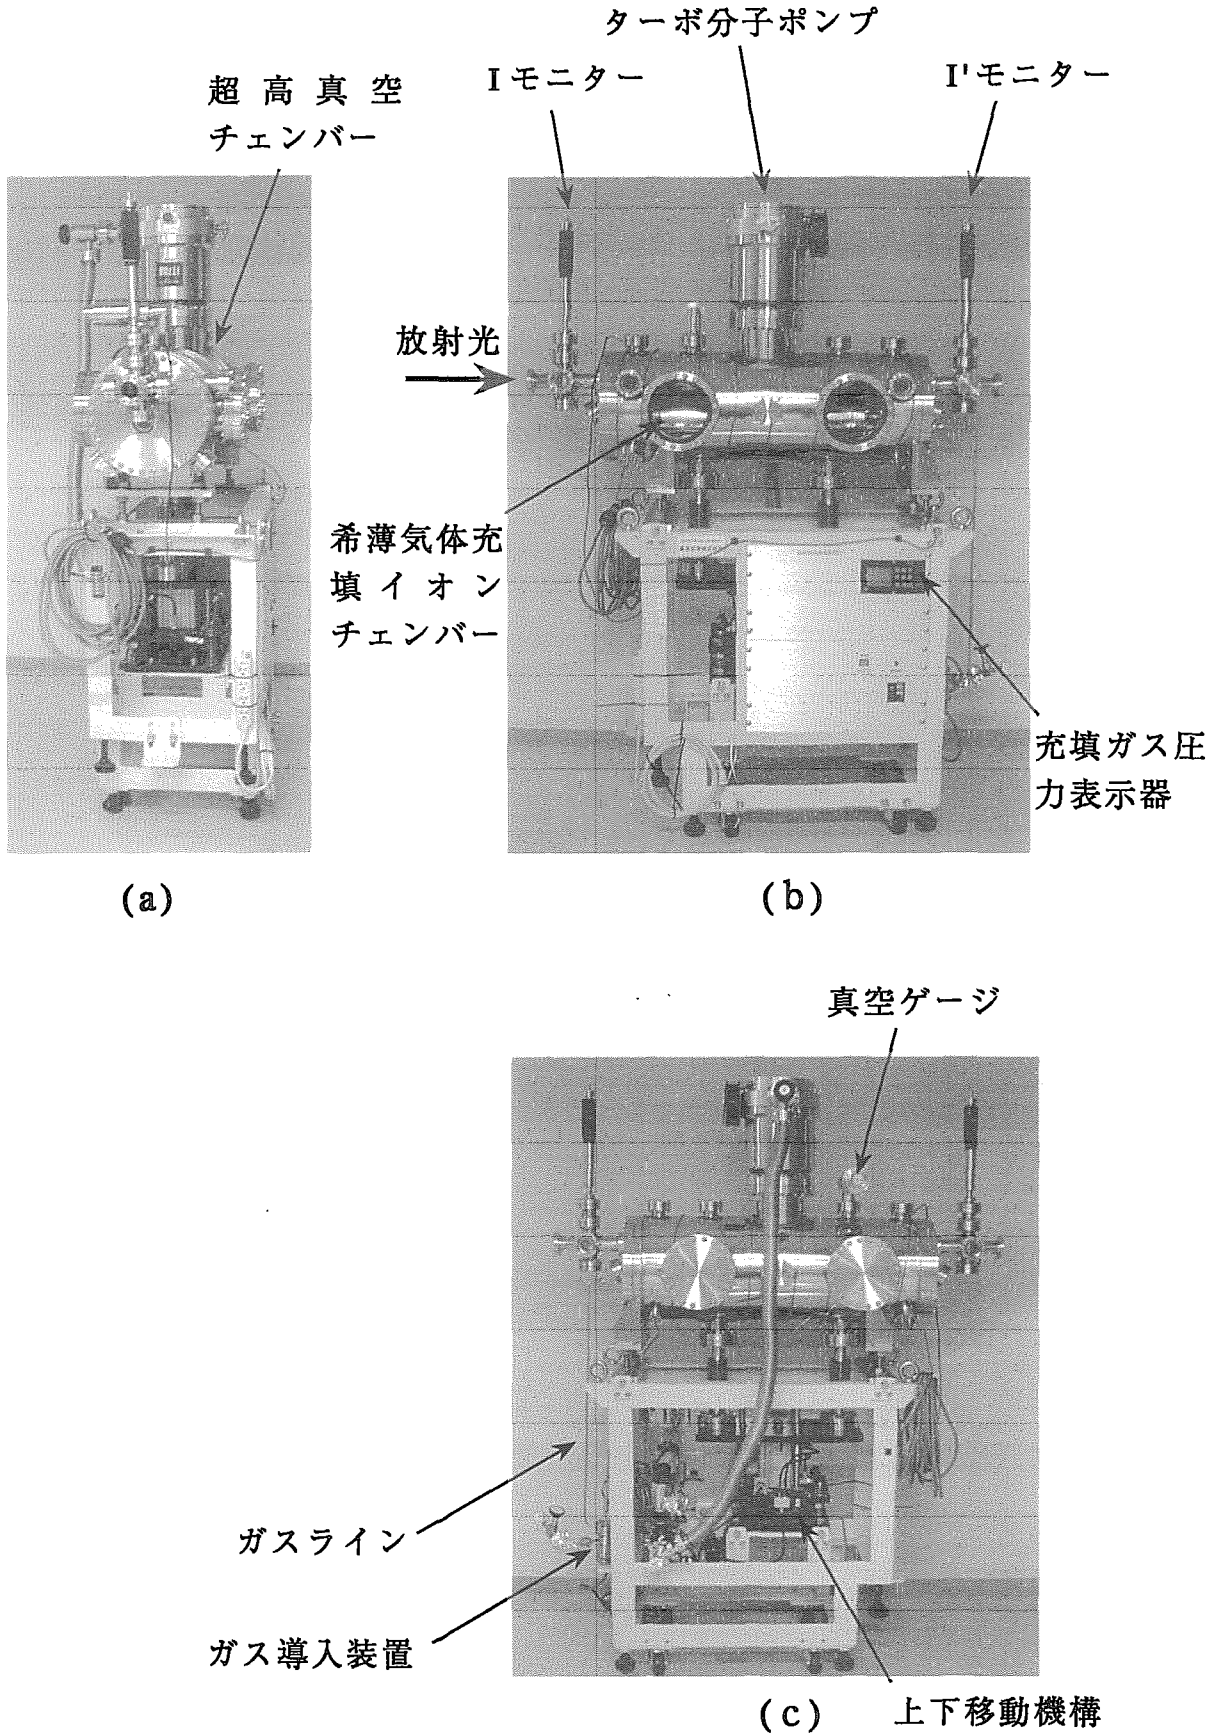 ターボ分子ポンプ
Iモニター
I'モニター
超高真空
チェンバー
放射光
希薄気体充
填イオン
チェンバー
充填ガス圧
力表示器
(a)
(b)
真空ゲージ
ガスライン
ガス導入装置
上下移動機構
(c)